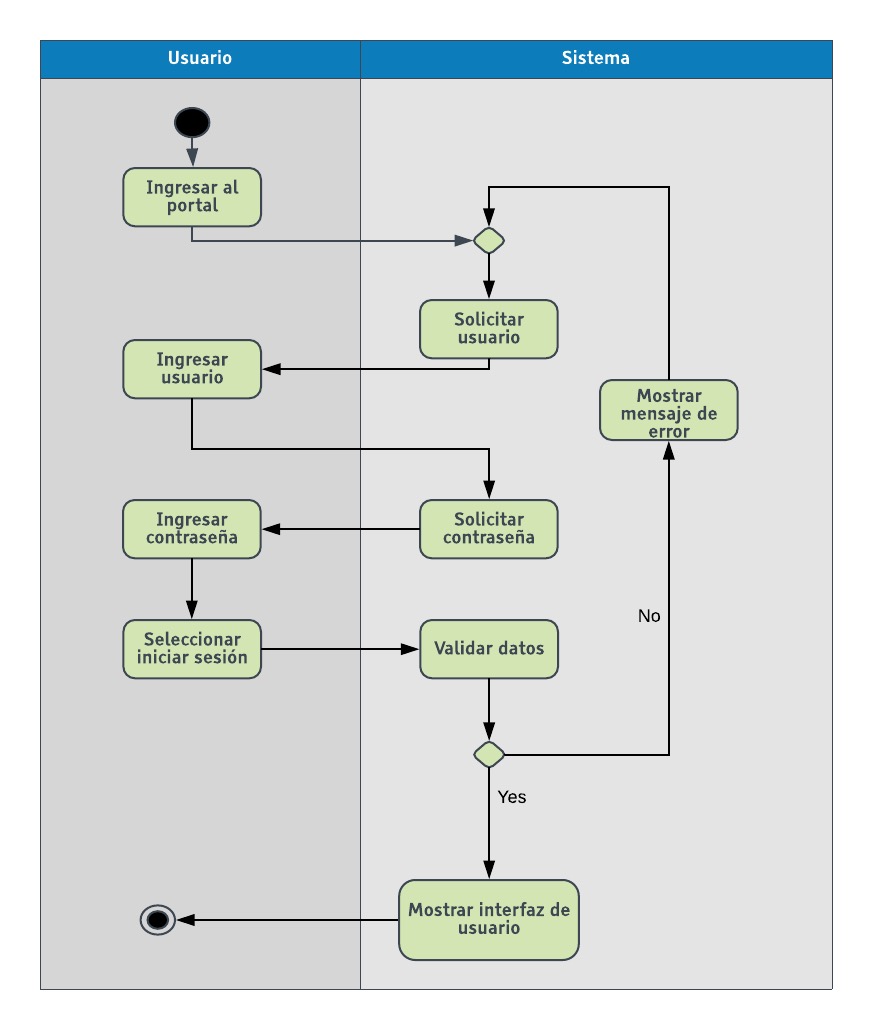 Usuario
Sistema
Ingresar al
portal
Solicitar
usuario
Ingresar
usuario
Mostrar
mensaje de
error
Solicitar
contraseña
Ingresar
contraseña
No
Seleccionar
iniciar sesión
Validar datos
Yes
Mostrar interfaz de
usuario